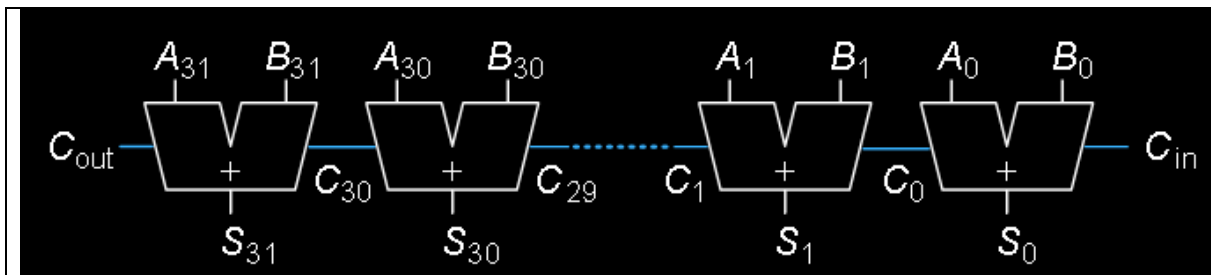 A31 B31 A30 B30 A1 B1 A0 B0
Cout + C30 + C29 C1 + C0 + Cin
S31 S30 S1 S0